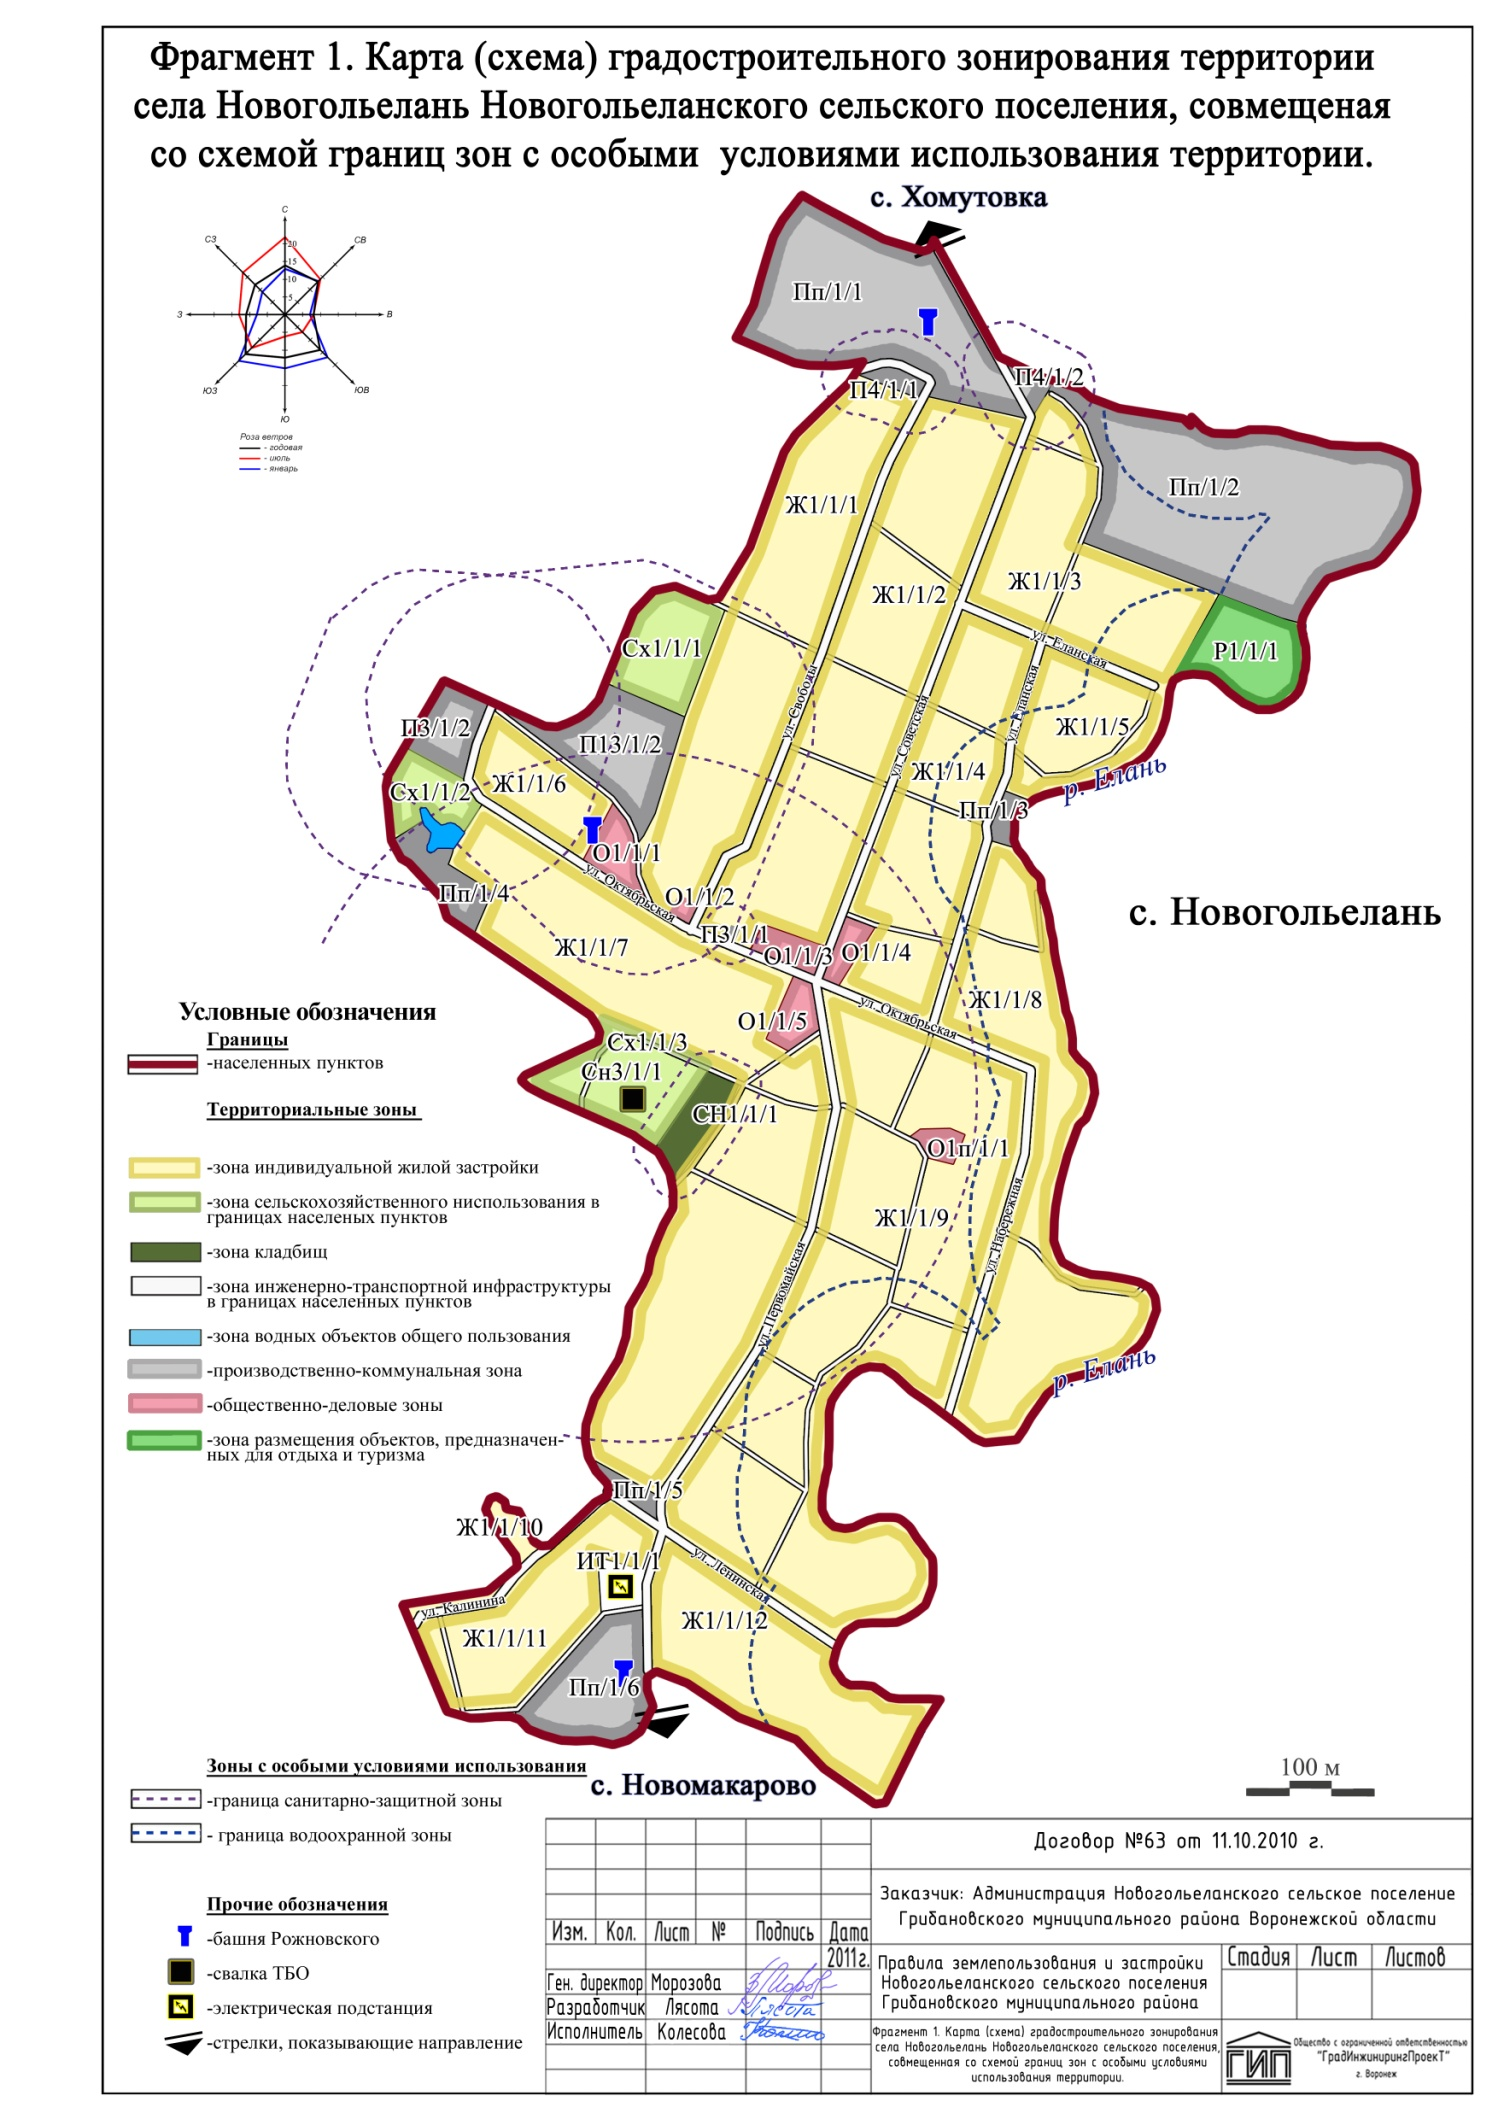 Фрагмент 1. Карта (схема) градостроительного зонирования территории
села Новогольелань Новогольеланского сельского поселения, совмещеная
со схемой границ зон с особыми условиями использования территории.
с. Хомутовка
С
СЗ
СВ
20
15
10
5
З
В
ЮЗ
ЮВ
Ю
Роза ветров
- годовая
- июль
- январь
Пп/1/1
П4/1/1
П4/1/2
Пп/1/2
Ж1/1/1
Ж1/1/2
Ж1/1/3
ул. Еланская
Р1/1/1
Сх1/1/1
ул. Свободы
ул. Советская
ул. Еланская
Ж1/1/5
П3/1/2
П13/1/2
Ж1/1/4
р. Елань
Сх1/1/2
Ж1/1/6
Пп/1/3
О1/1/1
ул. Октябрьская
Пп/1/4
О1/1/2
с. Новогольелань
П3/1/1
Ж1/1/7
О1/1/3
О1/1/4
Ж1/1/8
ул. Октябрьская
О1/1/5
Сх1/1/3
Сн3/1/1
СН1/1/1
О1п/1/1
Ж1/1/9
ул. Набережная
ул. Первомайская
р. Елань
Пп/1/5
Ж1/1/10
ИТ1/1/1
ул. Ленинская
ул. Калинина
Ж1/1/11
Ж1/1/12
Пп/1/6
с. Новомакарово
100 м
Условные обозначения
Границы
-населенных пунктов
Территориальные зоны
-зона индивидуальной жилой застройки
-зона сельскохозяйственного ниспользования в
границах населеных пунктов
-зона кладбищ
-зона инженерно-транспортной инфраструктуры
в границах населенных пунктов
-зона водных объектов общего пользования
-производственно-коммунальная зона
-общественно-деловые зоны
-зона размещения объектов, предназначен-
ных для отдыха и туризма
Зоны с особыми условиями использования
-граница санитарно-защитной зоны
- граница водоохранной зоны
Прочие обозначения
-башня Рожновского
-свалка ТБО
-электрическая подстанция
-стрелки, показывающие направление
Договор №63 от 11.10.2010 г.
Заказчик: Администрация Новогольеланского сельское поселение
Грибановского муниципального района Воронежской области
Изм. Кол. Лист № Подпись Дата
2011г.
Правила землепользования и застройки
Новогольеланского сельского поселения
Грибановского муниципального района
Стадия Лист Листов
Ген. директор Морозова
Разработчик Лясота
Исполнитель Колесова
Фрагмент 1. Карта (схема) градостроительного зонирования
села Новогольелань Новогольеланского сельского поселения,
совмещенная со схемой границ зон с особыми условиями
использования территории.
ГИП
Общество с ограниченной ответственностью
"ГрадИнжинирингПроекТ"
г. Воронеж